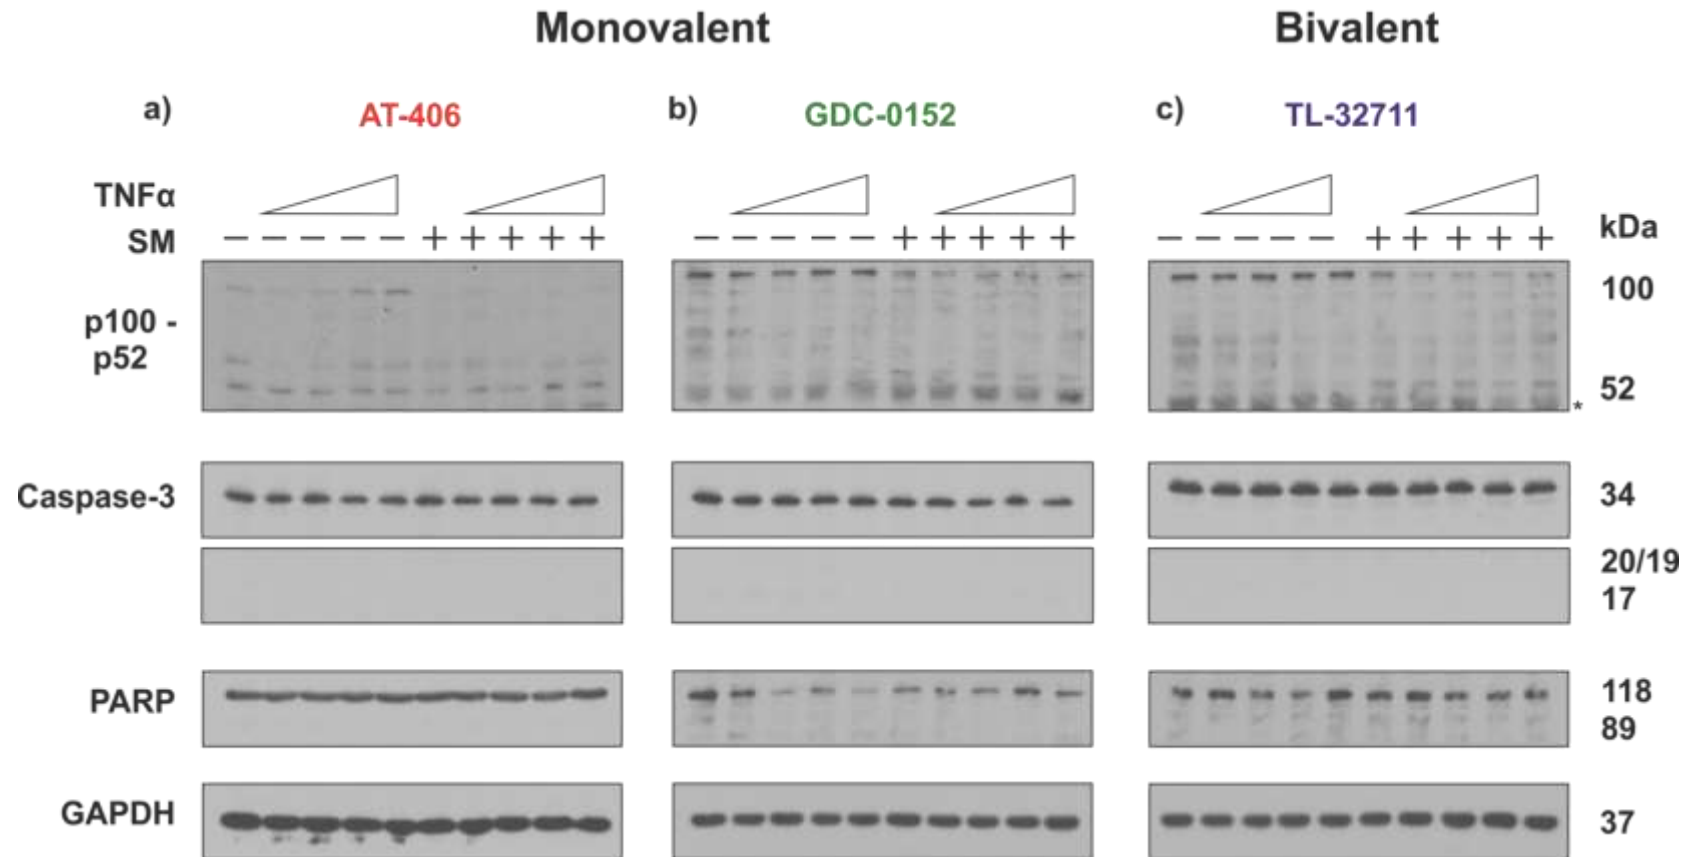 Monovalent Bivalent
a) AT-406 b) GDC-0152 c) TL-32711
TNFα
SM − − − − − + + + + + − − − − − + + + + + − − − − − + + + + + kDa
p100 - 100
p52 52
*
Caspase-3 34
20/19
17
PARP 118
89
GAPDH 37